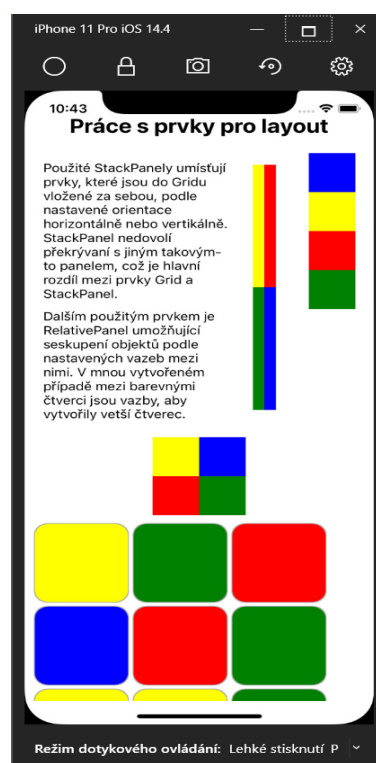 iPhone 11 Pro iOS 14.4
10:43
Práce s prvky pro layout
Použité StackPanely umísťují
prvky, které jsou do Gridu
vložené za sebou, podle
nastavené orientace
horizontálně nebo vertikálně.
StackPanel nedovolí
překrývaní s jiným takovým-
to panelem, což je hlavní
rozdíl mezi prvky Grid a
StackPanel.
Dalším použitým prvkem je
RelativePanel umožňující
seskupení objektů podle
nastavených vazeb mezi
nimi. V mnou vytvořeném
případě mezi barevnými
čtverci jsou vazby, aby
vytvořily vetší čtverec.
Režim dotykového ovládání: Lehké stisknutí P